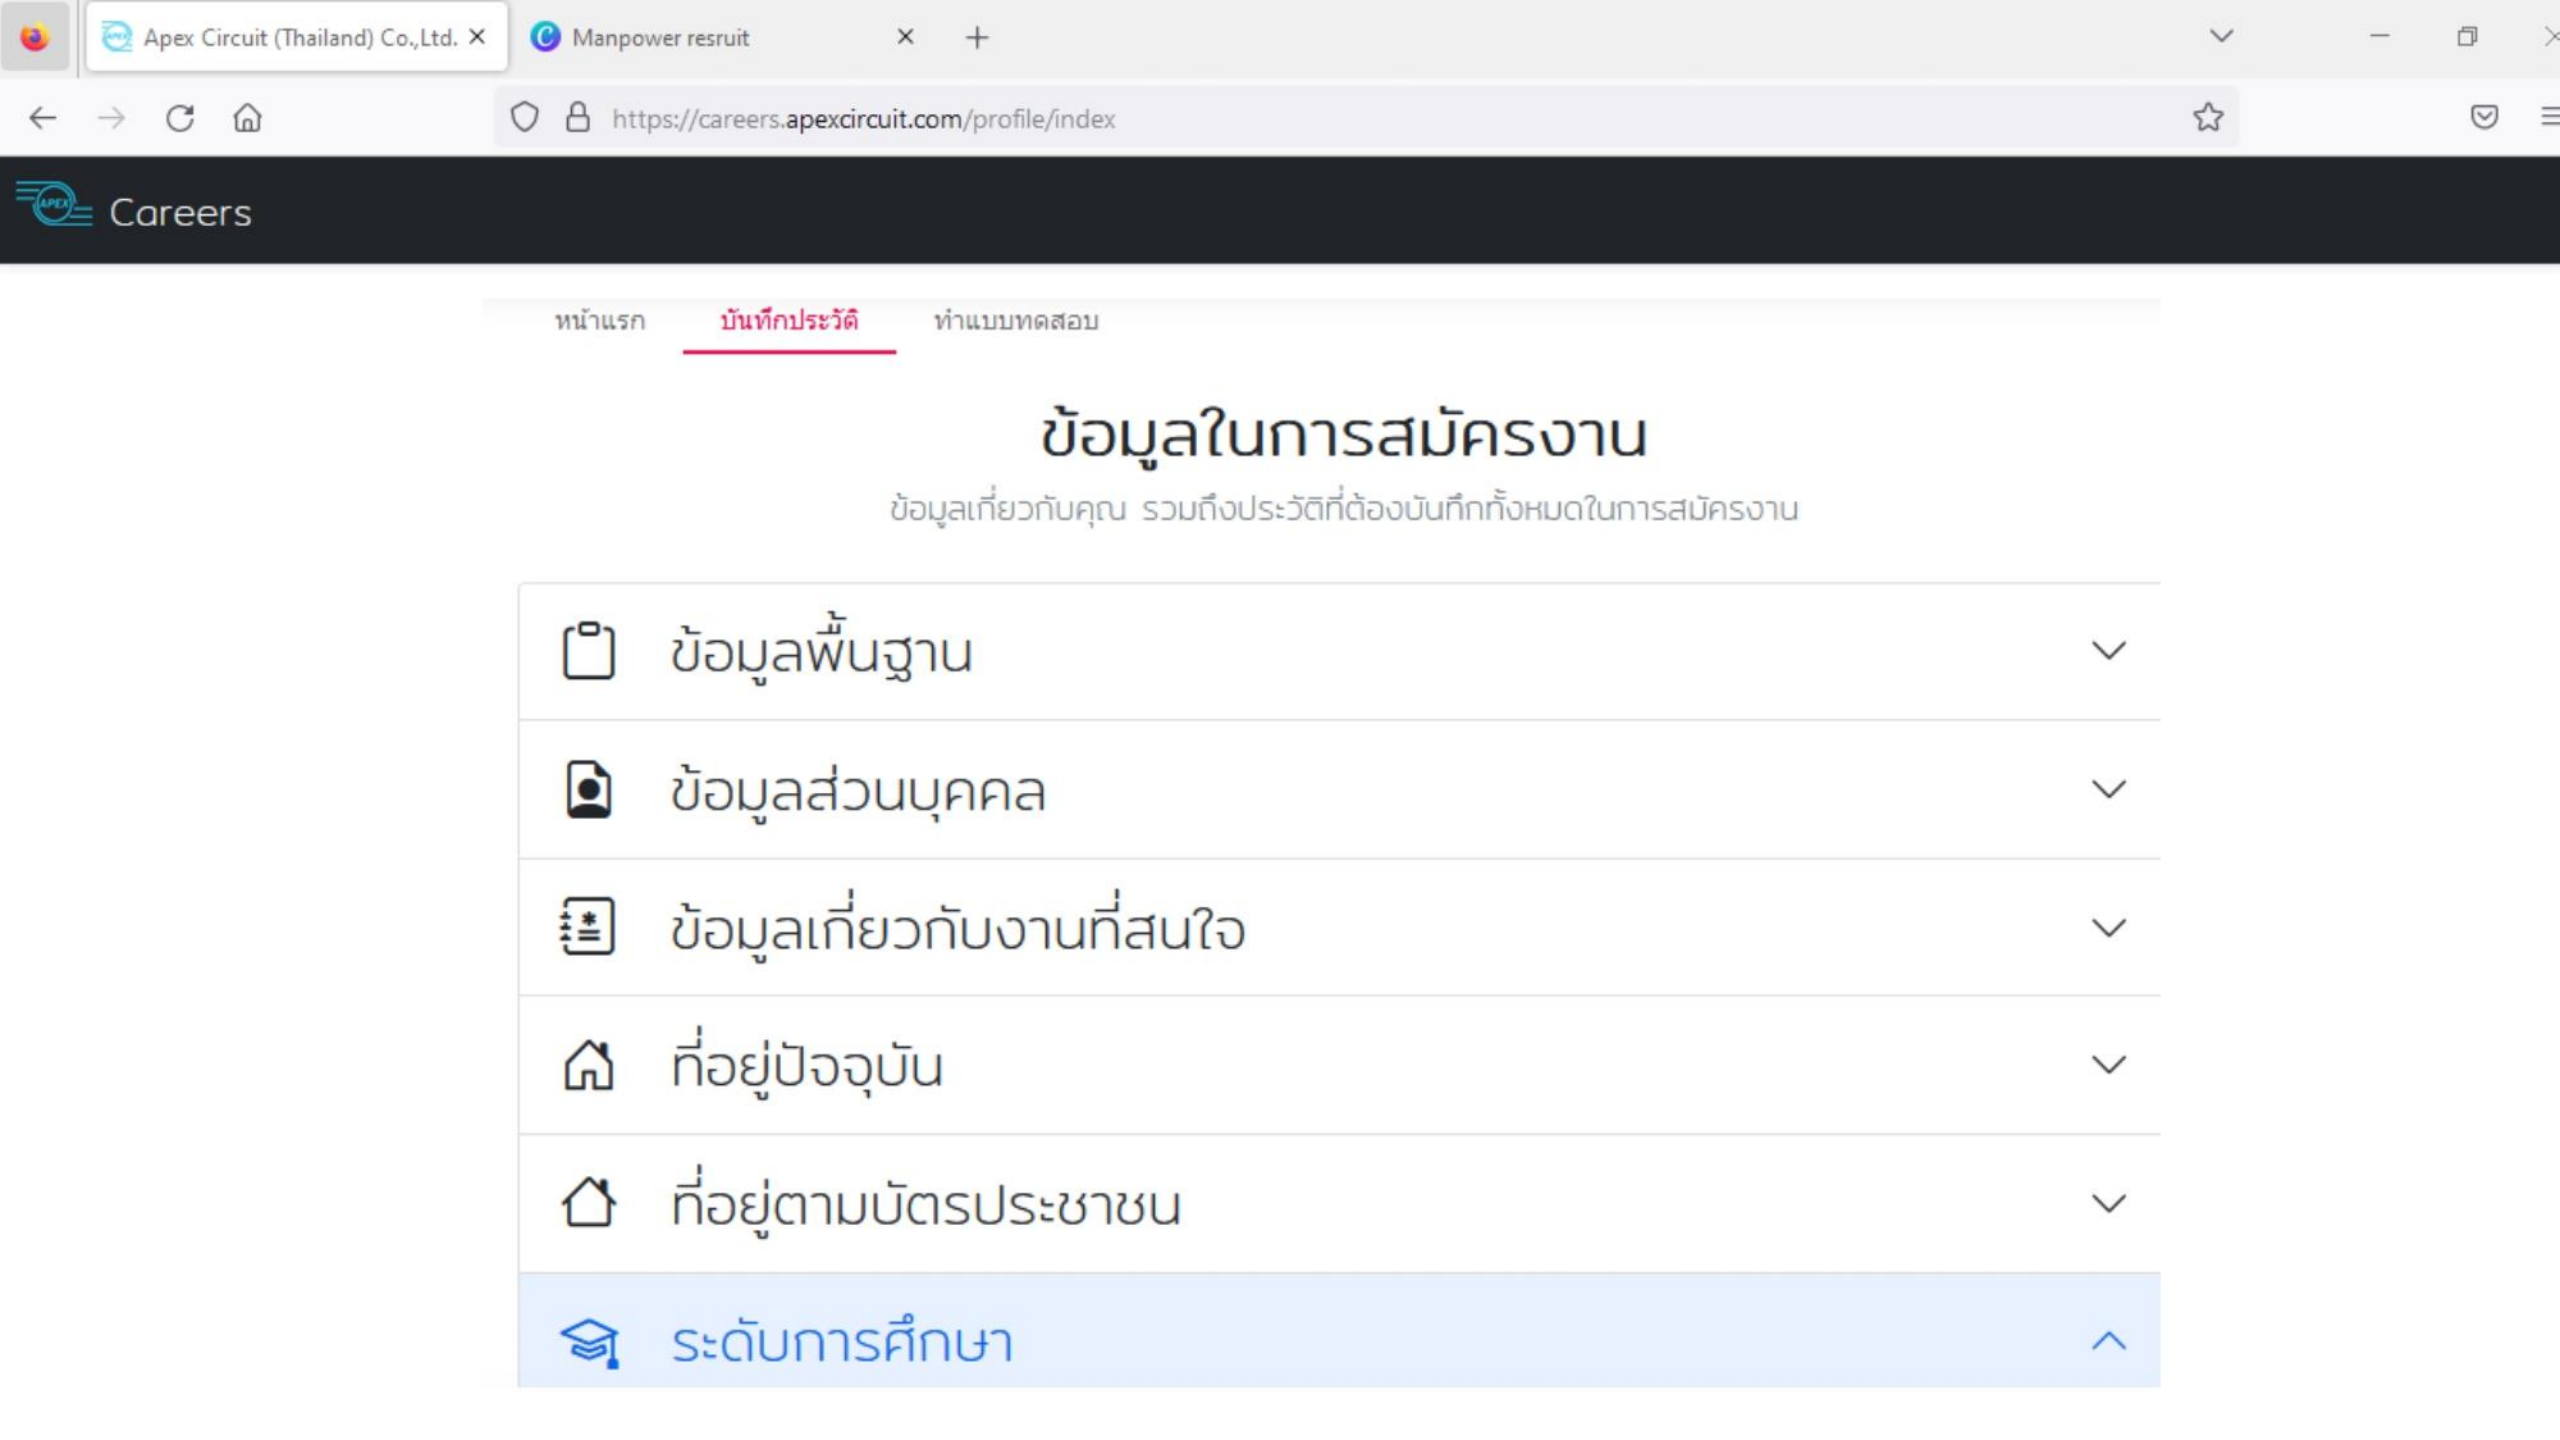 Apex Circuit (Thailand) Co.,Ltd.
Manpower resruit
https://careers.apexcircuit.com/profile/index
APEX
Careers
หน้าแรก
บันทึกประวัติ
ทำแบบทดสอบ
ข้อมูลในการสมัครงาน
ข้อมูลเกี่ยวกับคุณ รวมถึงประวัติที่ต้องบันทึกทั้งหมดในการสมัครงาน
ข้อมูลพื้นฐาน
ข้อมูลส่วนบุคคล
ข้อมูลเกี่ยวกับงานที่สนใจ
ที่อยู่ปัจจุบัน
ที่อยู่ตามบัตรประชาชน
ระดับการศึกษา